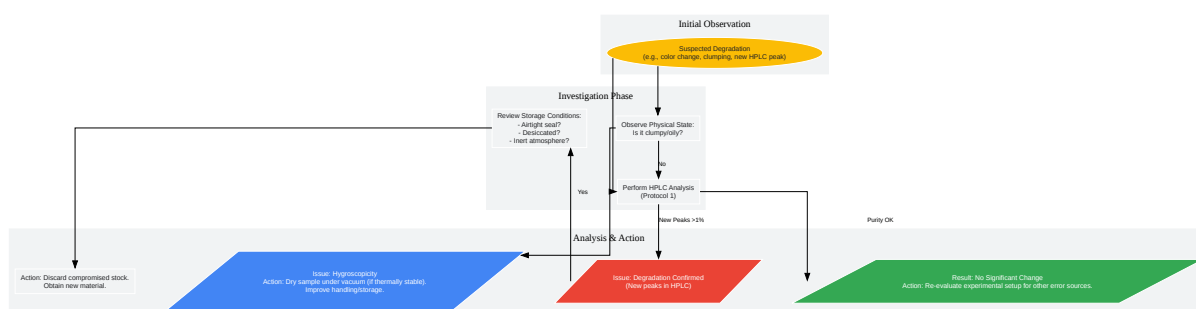 Initial Observation
Suspected Degradation
(e.g., color change, clumping, new HPLC peak)
Investigation Phase
Review Storage Conditions:
- Airtight seal?
- Desiccated?
- Inert atmosphere?
Observe Physical State:
Is it clumpy/oily?
No
Yes
Perform HPLC Analysis
(Protocol 1)
New Peaks >1%
Purity OK
Analysis & Action
Action: Discard compromised stock.
Obtain new material.
Issue: Hygroscopicity
Action: Dry sample under vacuum (if thermally stable).
Improve handling/storage.
Issue: Degradation Confirmed
(New peaks in HPLC)
Result: No Significant Change
Action: Re-evaluate experimental setup for other error sources.